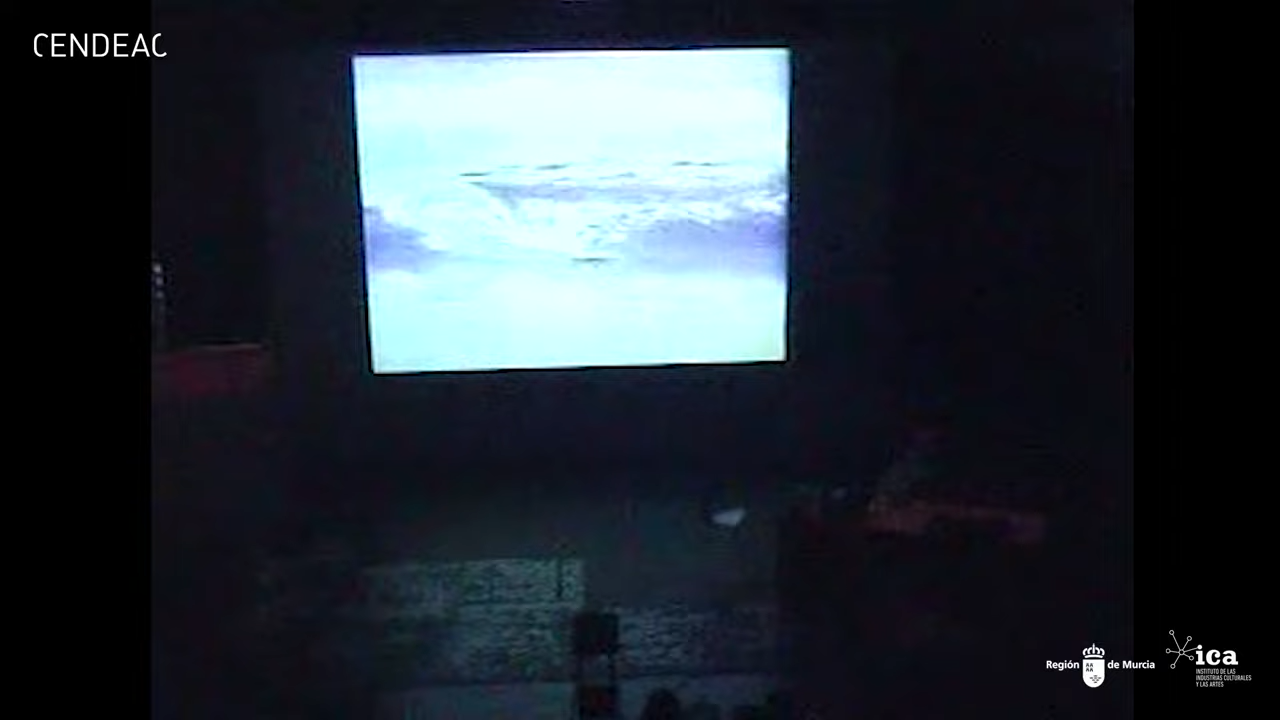 CENDEAC
Región de Murcia
ica
INSTITUTO DE LAS
INDUSTRIAS CULTURALES
Y LAS ARTES